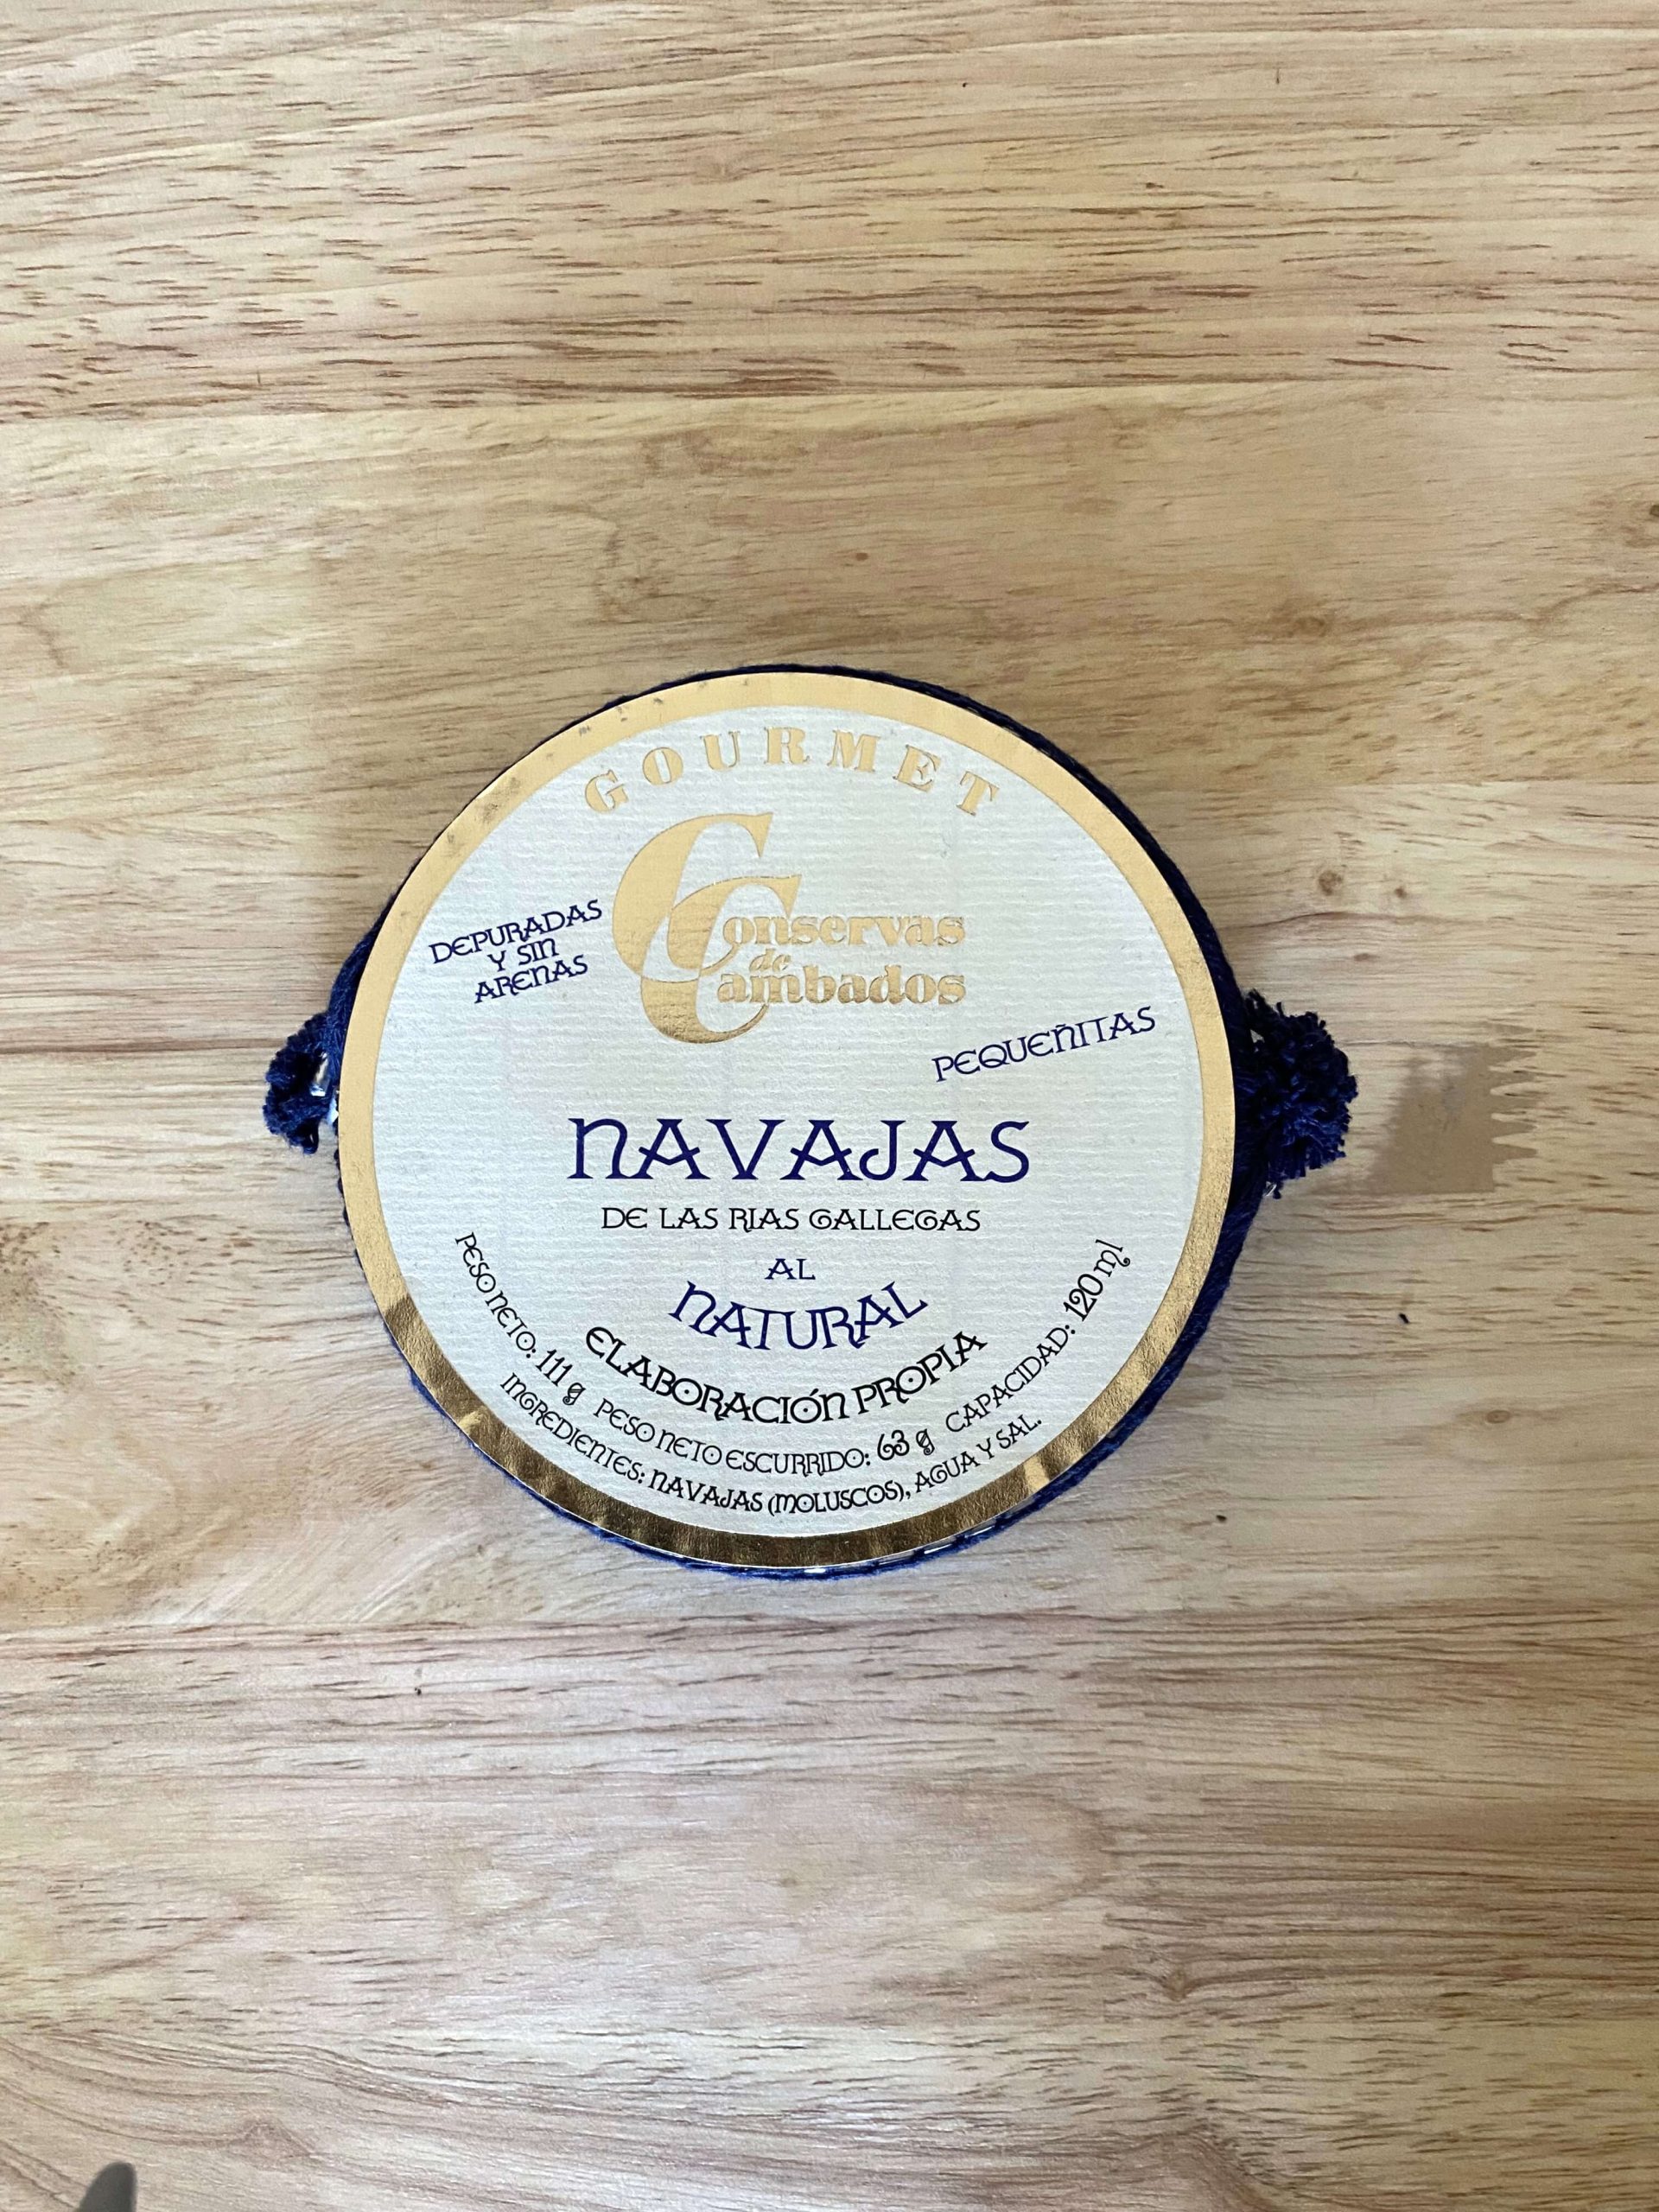 GOURMET
Conservas
de
Cambados
DEPURADAS
Y SIN
ARENAS
PEQUEÑITAS
NAVAJAS
DE LAS RIAS GALLEGAS
AL
NATURAL
ELABORACIÓN PROPIA
PESO NETO: 111 g PESO NETO ESCURRIDO: 63 g CAPACIDAD: 120 ml
INGREDIENTES: NAVAJAS (MOLUSCOS), AGUA Y SAL.